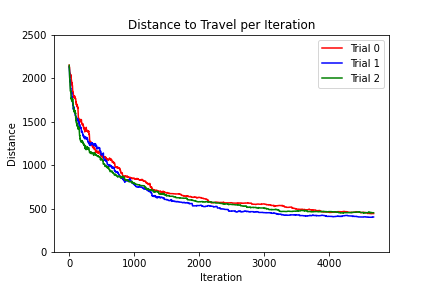 Distance to Travel per Iteration
Trial 0
Trial 1
Trial 2
Distance
2500
2000
1500
1000
500
0
0 1000 2000 3000 4000
Iteration